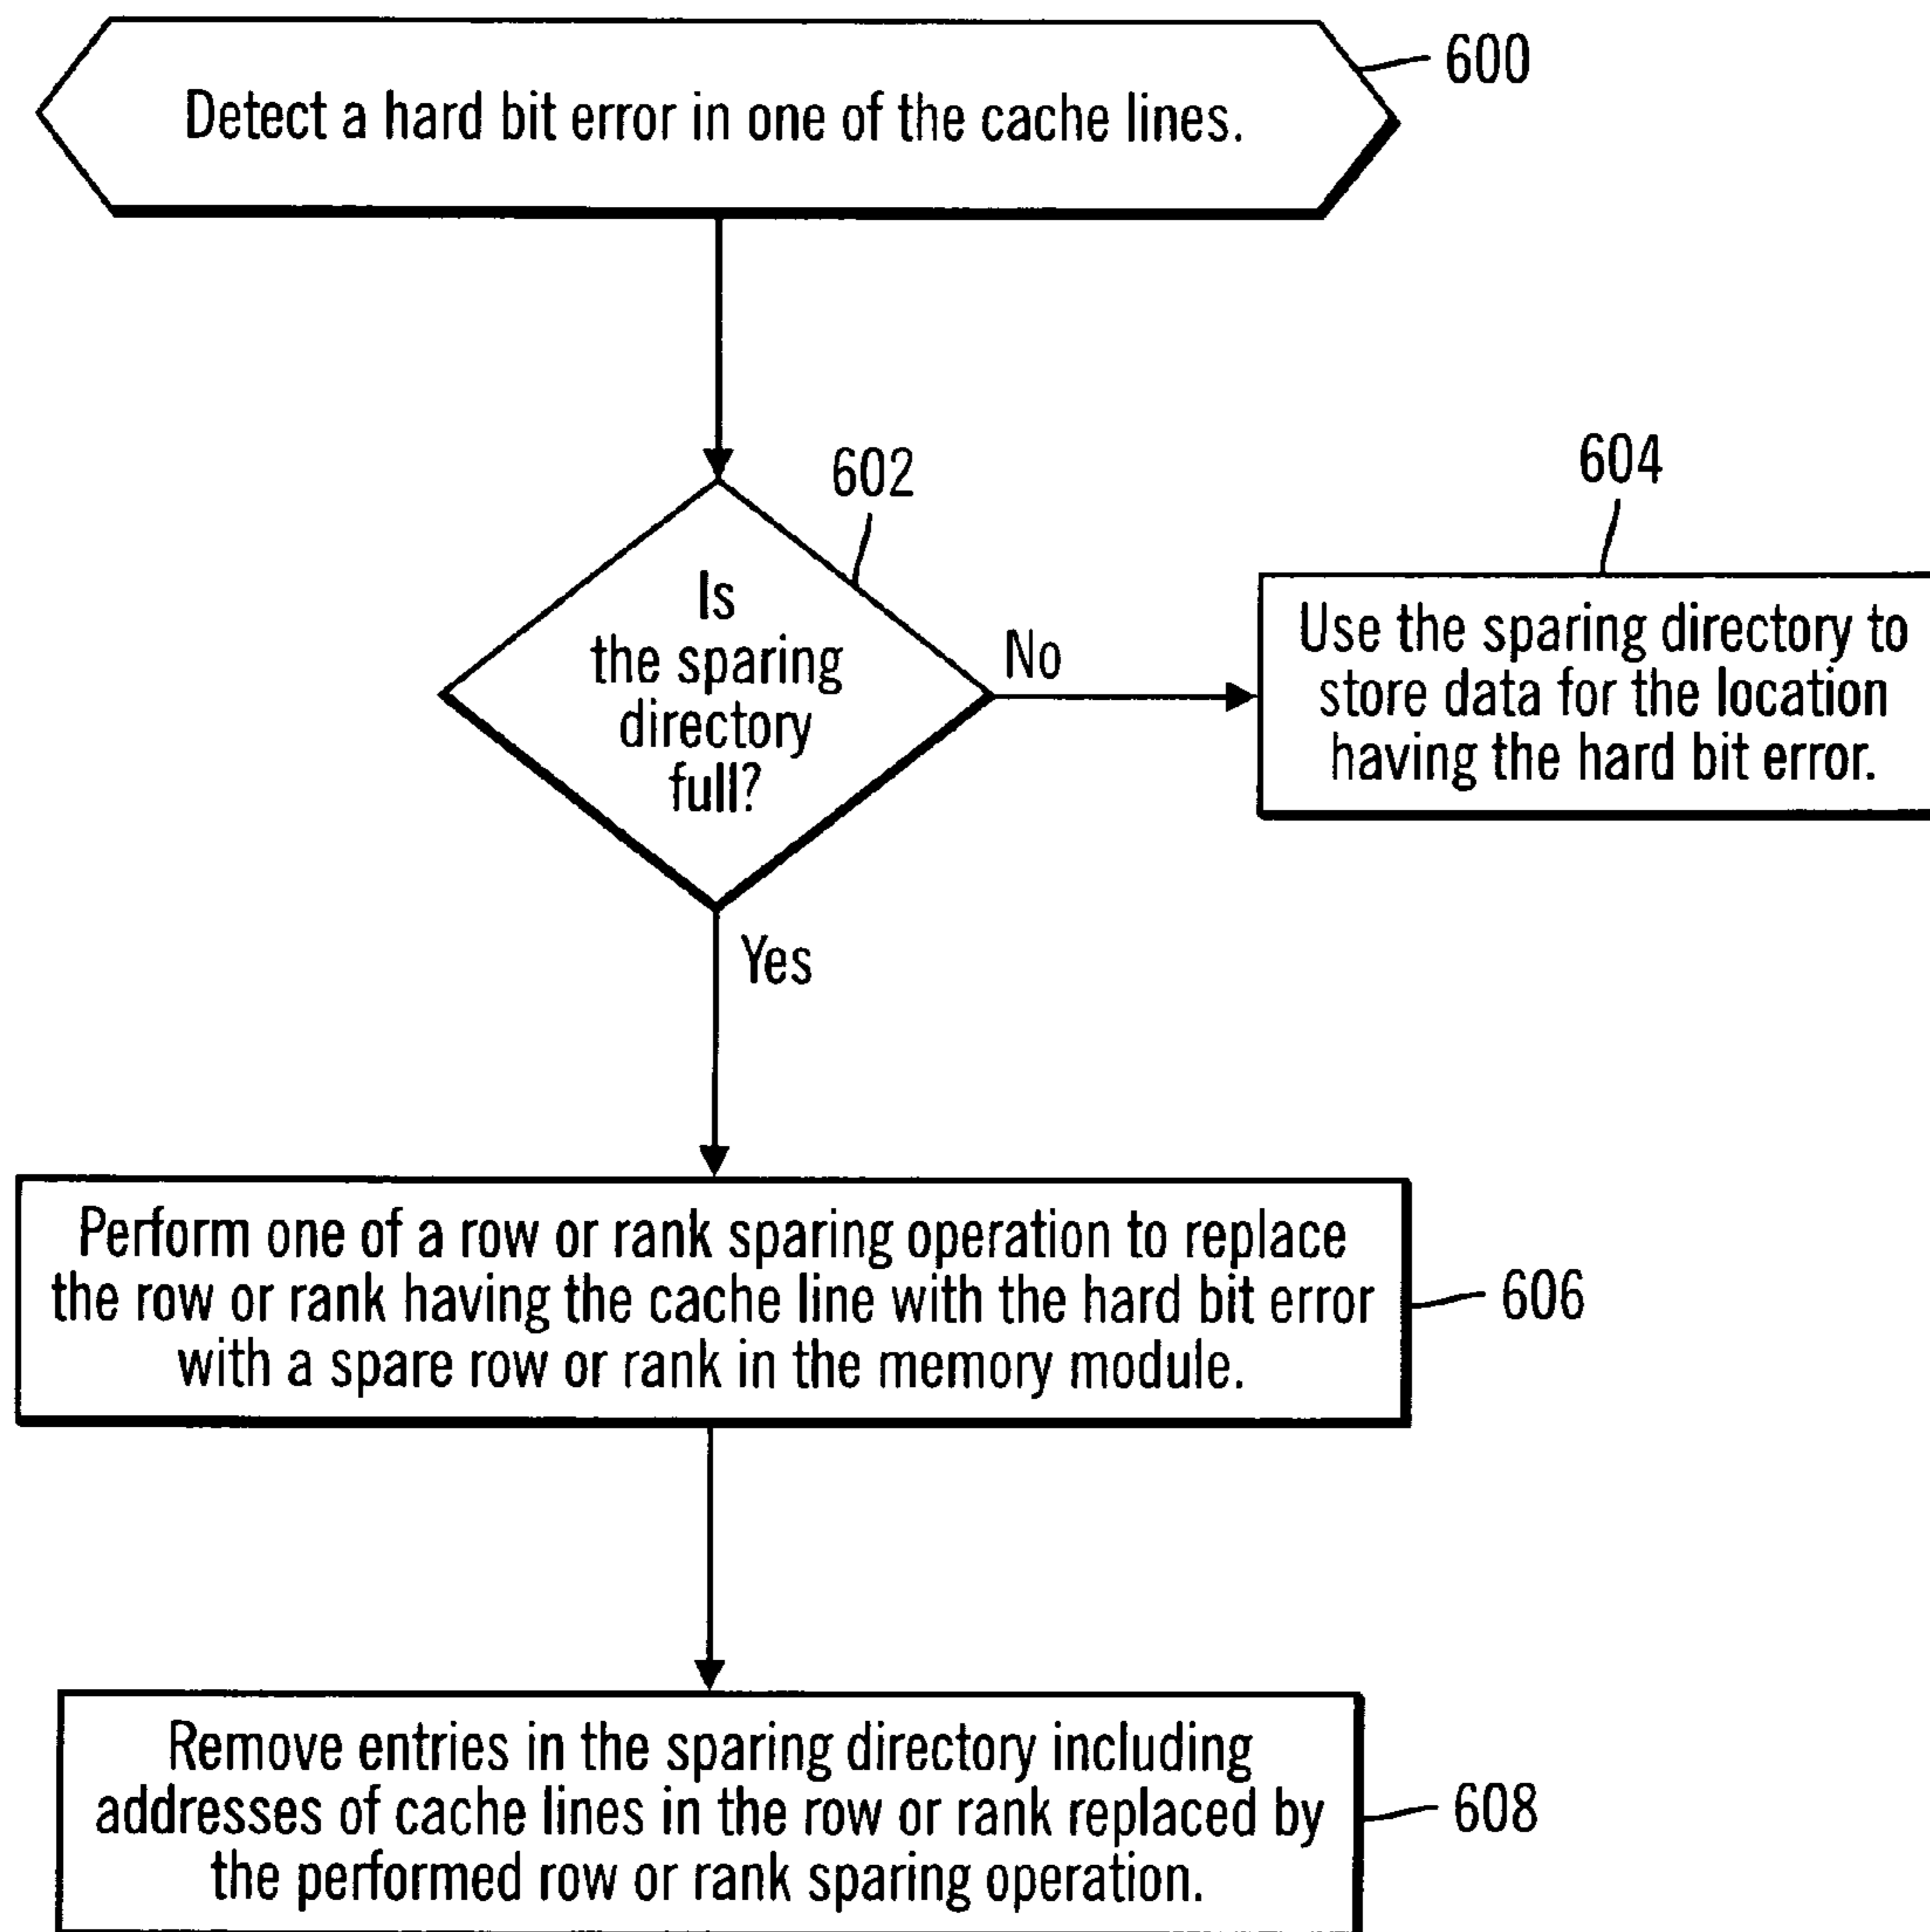 Detect a hard bit error in one of the cache lines.
600
602
604
Is
the sparing
directory
full?
No
Use the sparing directory to
store data for the location
having the hard bit error.
Yes
Perform one of a row or rank sparing operation to replace
the row or rank having the cache line with the hard bit error
with a spare row or rank in the memory module.
606
Remove entries in the sparing directory including
addresses of cache lines in the row or rank replaced by
the performed row or rank sparing operation.
608